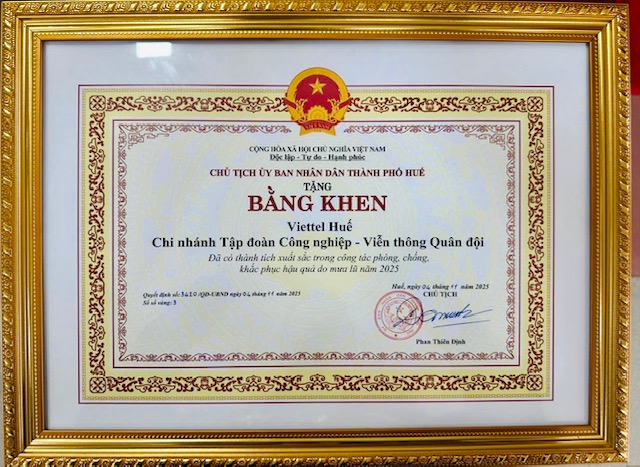 CỘNG HÒA XÃ HỘI CHỦ NGHĨA VIỆT NAM
Độc lập - Tự do - Hạnh phúc
CHỦ TỊCH ỦY BAN NHÂN DÂN THÀNH PHỐ HUẾ
TẶNG
BẰNG KHEN
Viettel Huế
Chi nhánh Tập đoàn Công nghiệp - Viễn thông Quân đội
Đã có thành tích xuất sắc trong công tác phòng, chống,
khắc phục hậu quả do mưa lũ năm 2025
Quyết định số: 3420/QĐ-UBND ngày 04 tháng 11 năm 2025
Số sổ vàng: 3
Huế, ngày 04 tháng 11 năm 2025
CHỦ TỊCH
Phan Thiên Định